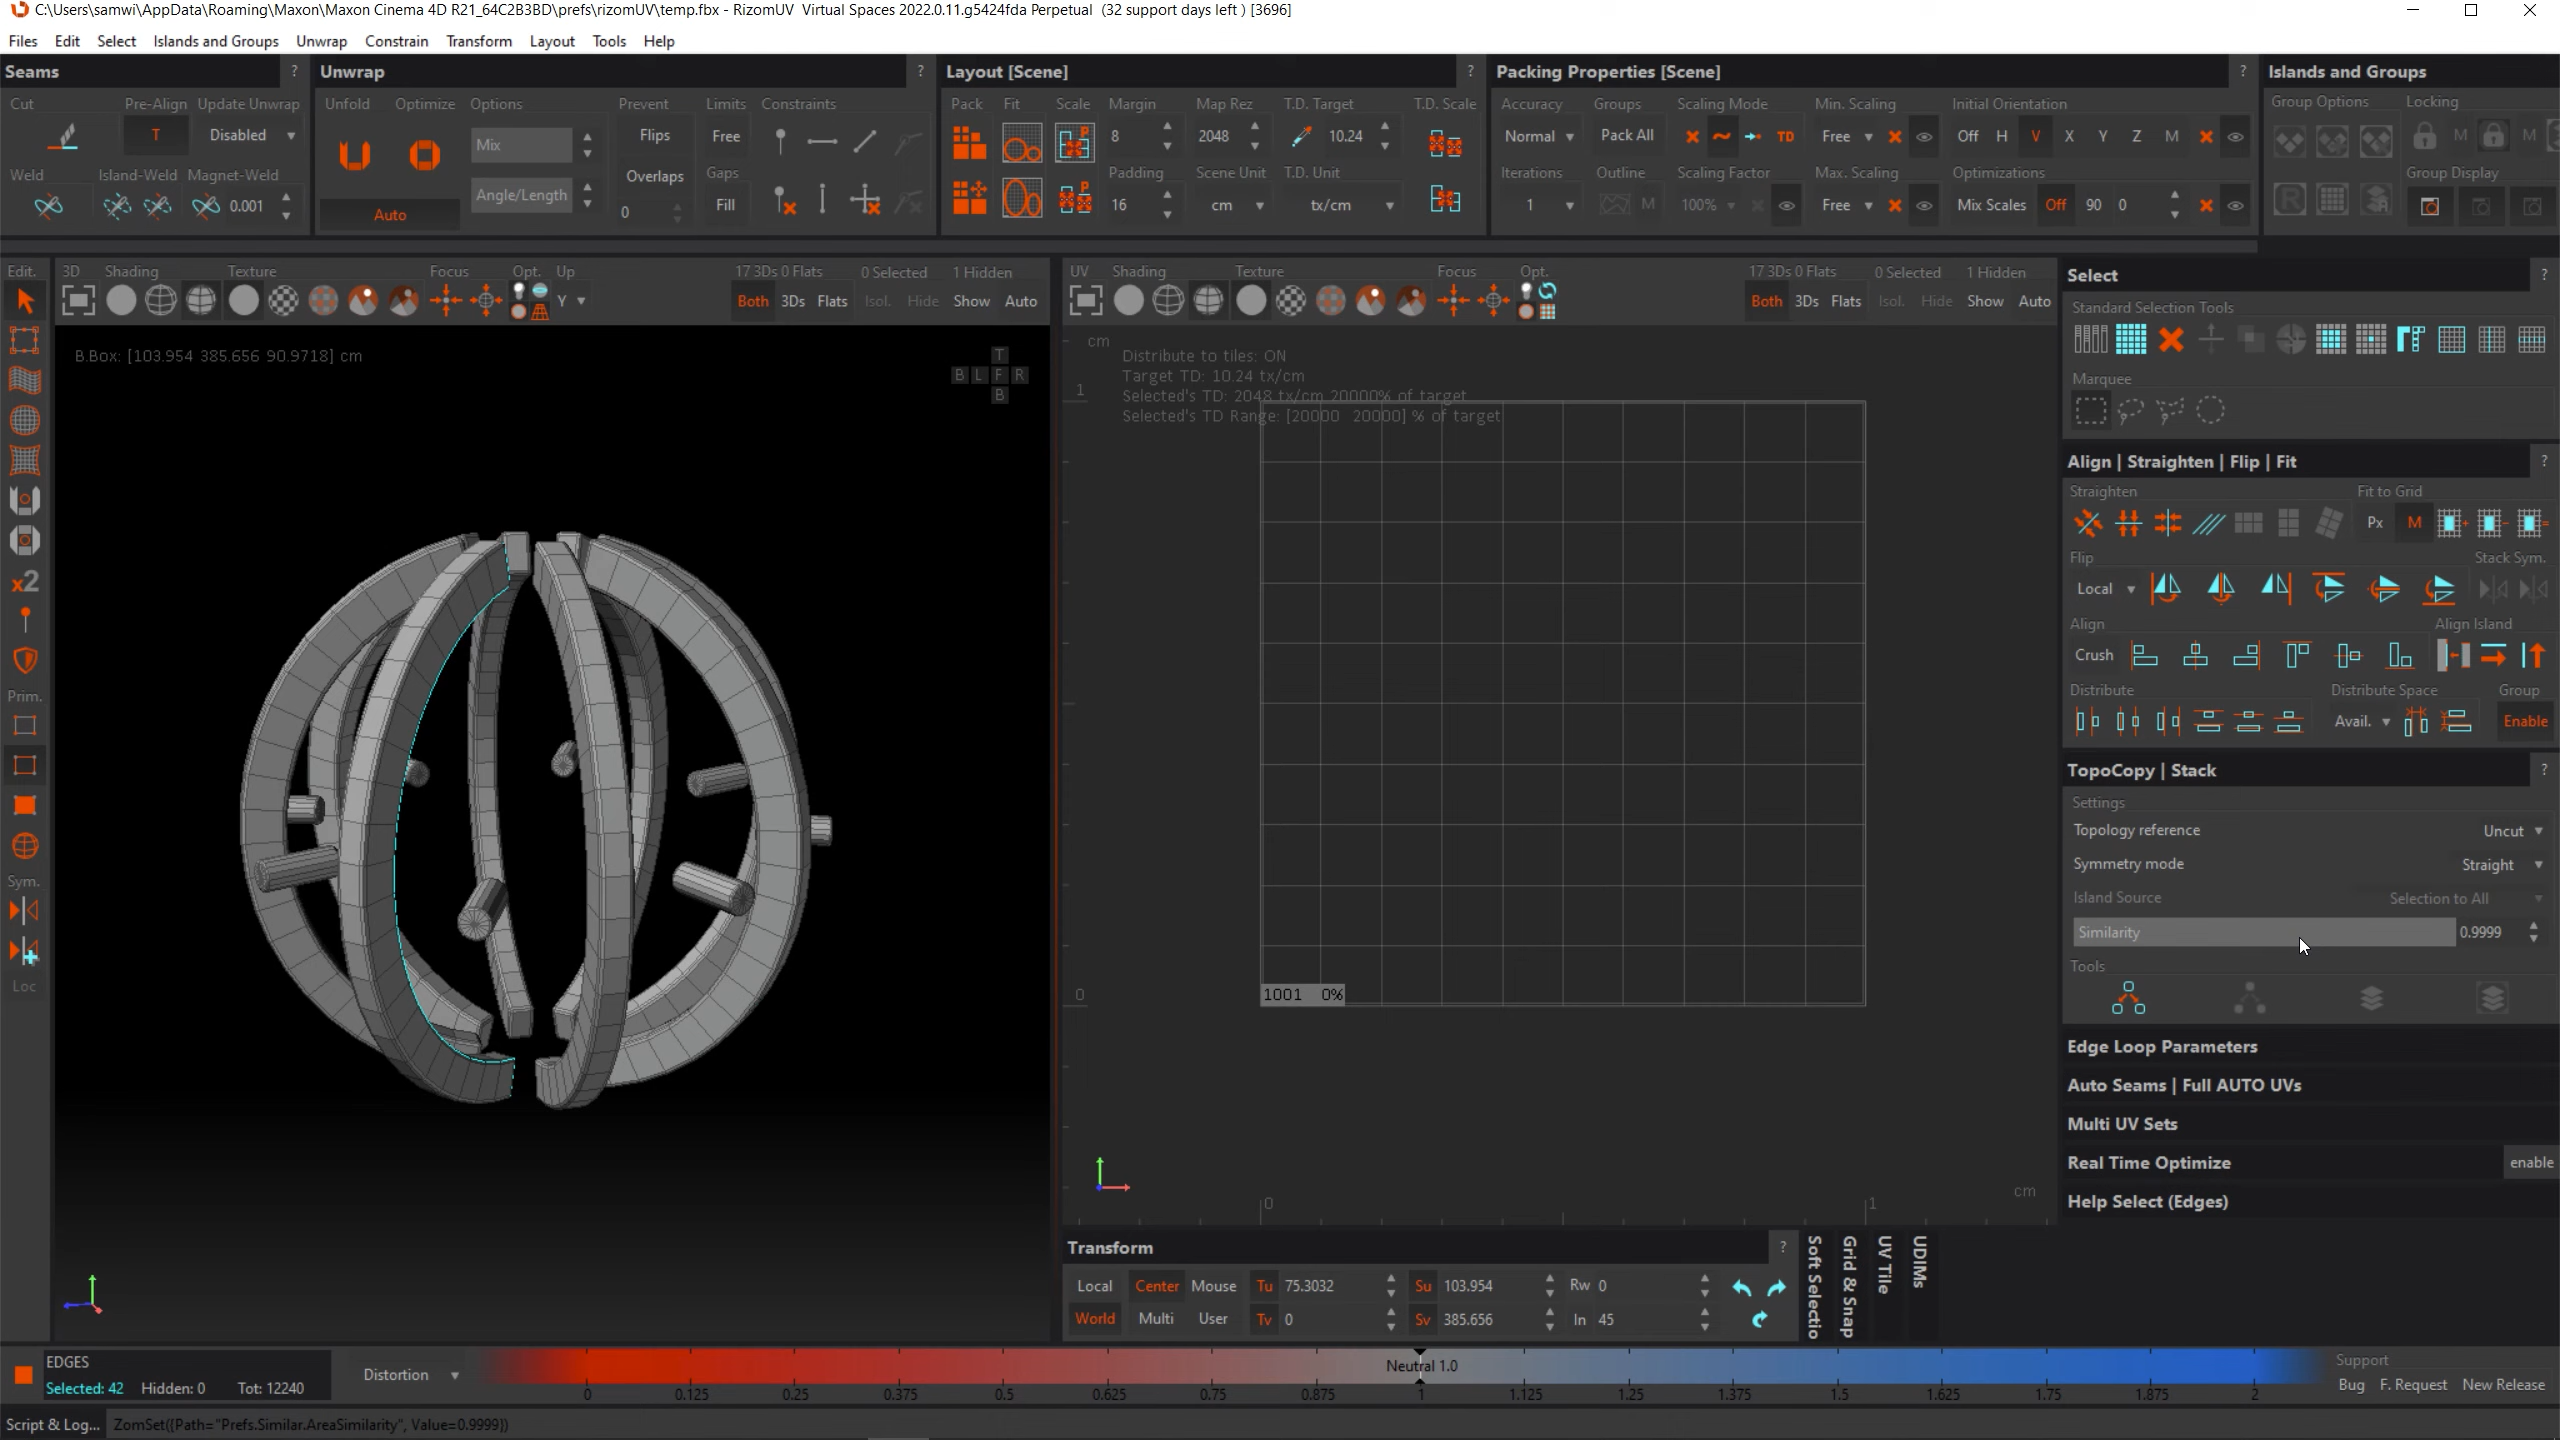 C:\Users\samwi\AppData\Roaming\Maxon\Maxon Cinema 4D R21_64C2B3BD\prefs\rizomUV\temp.fbx - RizomUV Virtual Spaces 2022.0.11.g5424fda Perpetual (32 support days left ) [3696]
Files Edit Select Islands and Groups Unwrap Constrain Transform Layout Tools Help
Seams ? Unwrap ? Layout [Scene] ? Packing Properties [Scene] ? Islands and Groups
Cut Pre-Align Update Unwrap Unfold Optimize Options Prevent Limits Constraints Pack Fit Scale Margin Map Rez T.D. Target T.D. Scale Accuracy Groups Scaling Mode Min. Scaling Initial Orientation Group Options Locking
T Disabled Mix Flips Free 8 2048 10.24 Normal Pack All TD Free Off H V X Y Z M M M
Weld Island-Weld Magnet-Weld Overlaps Gaps Padding Scene Unit T.D. Unit Iterations Outline Scaling Factor Max. Scaling Optimizations Group Display
0.001 Auto Angle/Length 0 Fill 16 cm tx/cm 1 M 100% Free Mix Scales Off 90 0
Edit. 3D Shading Texture Focus Opt. Up 17 3Ds 0 Flats 0 Selected 1 Hidden
Y Both 3Ds Flats Isol. Hide Show Auto
UV Shading Texture Focus Opt. 17 3Ds 0 Flats 0 Selected 1 Hidden
Both 3Ds Flats Isol. Hide Show Auto
B.Box: [103.954 385.656 90.9718] cm
T
B L F R
B
x2
Prim.
Sym.
Loc
cm
Distribute to tiles: ON
Target TD: 10.24 tx/cm
Selected's TD: 2048 tx/cm 20000% of target
Selected's TD Range: [20000 20000] % of target
1
0
1001 0%
0 1 cm
Select ?
Standard Selection Tools
Marquee
Align | Straighten | Flip | Fit ?
Straighten Fit to Grid
Px M
Flip Stack Sym.
Local
Align Align Island
Crush
Distribute Distribute Space Group
Avail. Enable
TopoCopy | Stack ?
Settings
Topology reference Uncut
Symmetry mode Straight
Island Source Selection to All
Similarity 0.9999
Tools
Edge Loop Parameters
Auto Seams | Full AUTO UVs
Multi UV Sets
Real Time Optimize enable
Help Select (Edges)
Transform ?
Local Center Mouse Tu 75.3032 Su 103.954 Rw 0
World Multi User Tv 0 Sv 385.656 In 45
Soft Selectio
Grid & Snap
UV Tile
UDIMs
EDGES
Selected: 42 Hidden: 0 Tot: 12240
Distortion
Neutral 1.0
0 0.125 0.25 0.375 0.5 0.625 0.75 0.875 1 1.125 1.25 1.375 1.5 1.625 1.75 1.875 2
Support
Bug F. Request New Release
Script & Log... ZomSet({Path="Prefs.Similar.AreaSimilarity", Value=0.9999})